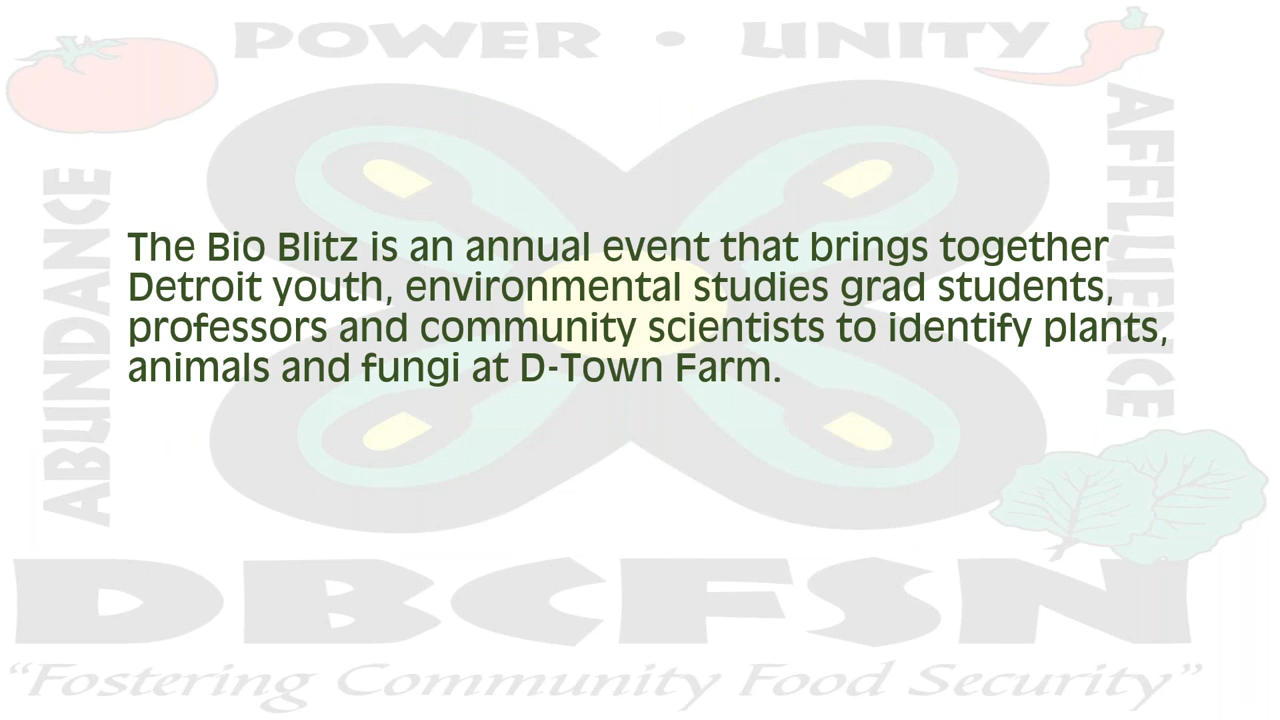 POWER • UNITY
AFFLUENCE
ABUNDANCE
The Bio Blitz is an annual event that brings together
Detroit youth, environmental studies grad students,
professors and community scientists to identify plants,
animals and fungi at D-Town Farm.
DBCFSN
“Fostering Community Food Security”